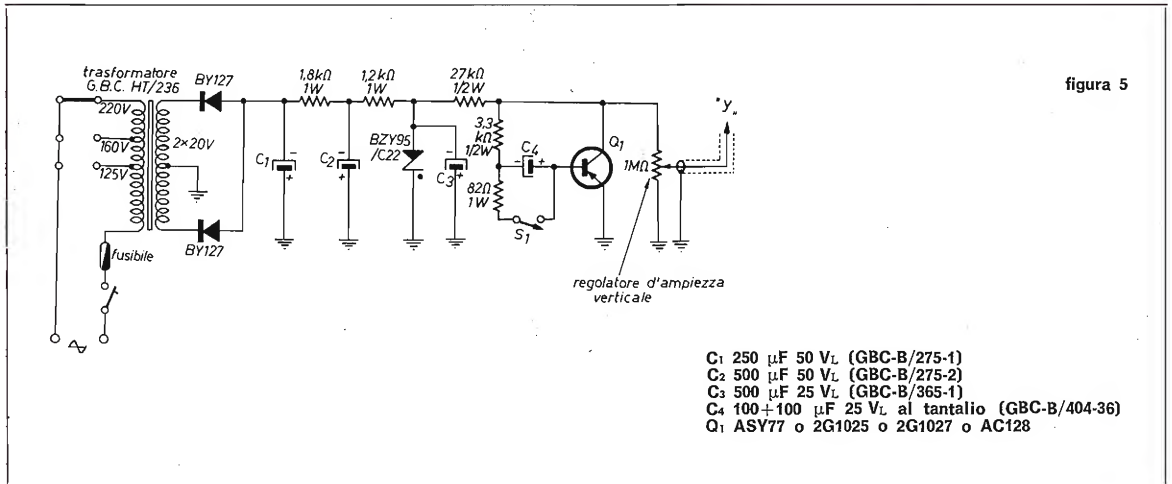 figura 5
trasformatore
G.B.C. HT/236
BY127
220V
160V
125V
2×20V
fusibile
BY127
1,8kΩ
1W
1,2kΩ
1W
27kΩ
1/2W
C1
-
+
C2
-
+
BZY95
/C22
C3
-
+
3,3
kΩ
1/2W
82Ω
1W
C4
- +
S1
Q1
1MΩ
"y"
regolatore d'ampiezza
verticale
C1 250 µF 50 VL (GBC-B/275-1)
C2 500 µF 50 VL (GBC-B/275-2)
C3 500 µF 25 VL (GBC-B/365-1)
C4 100+100 µF 25 VL al tantalio (GBC-B/404-36)
Q1 ASY77 o 2G1025 o 2G1027 o AC128